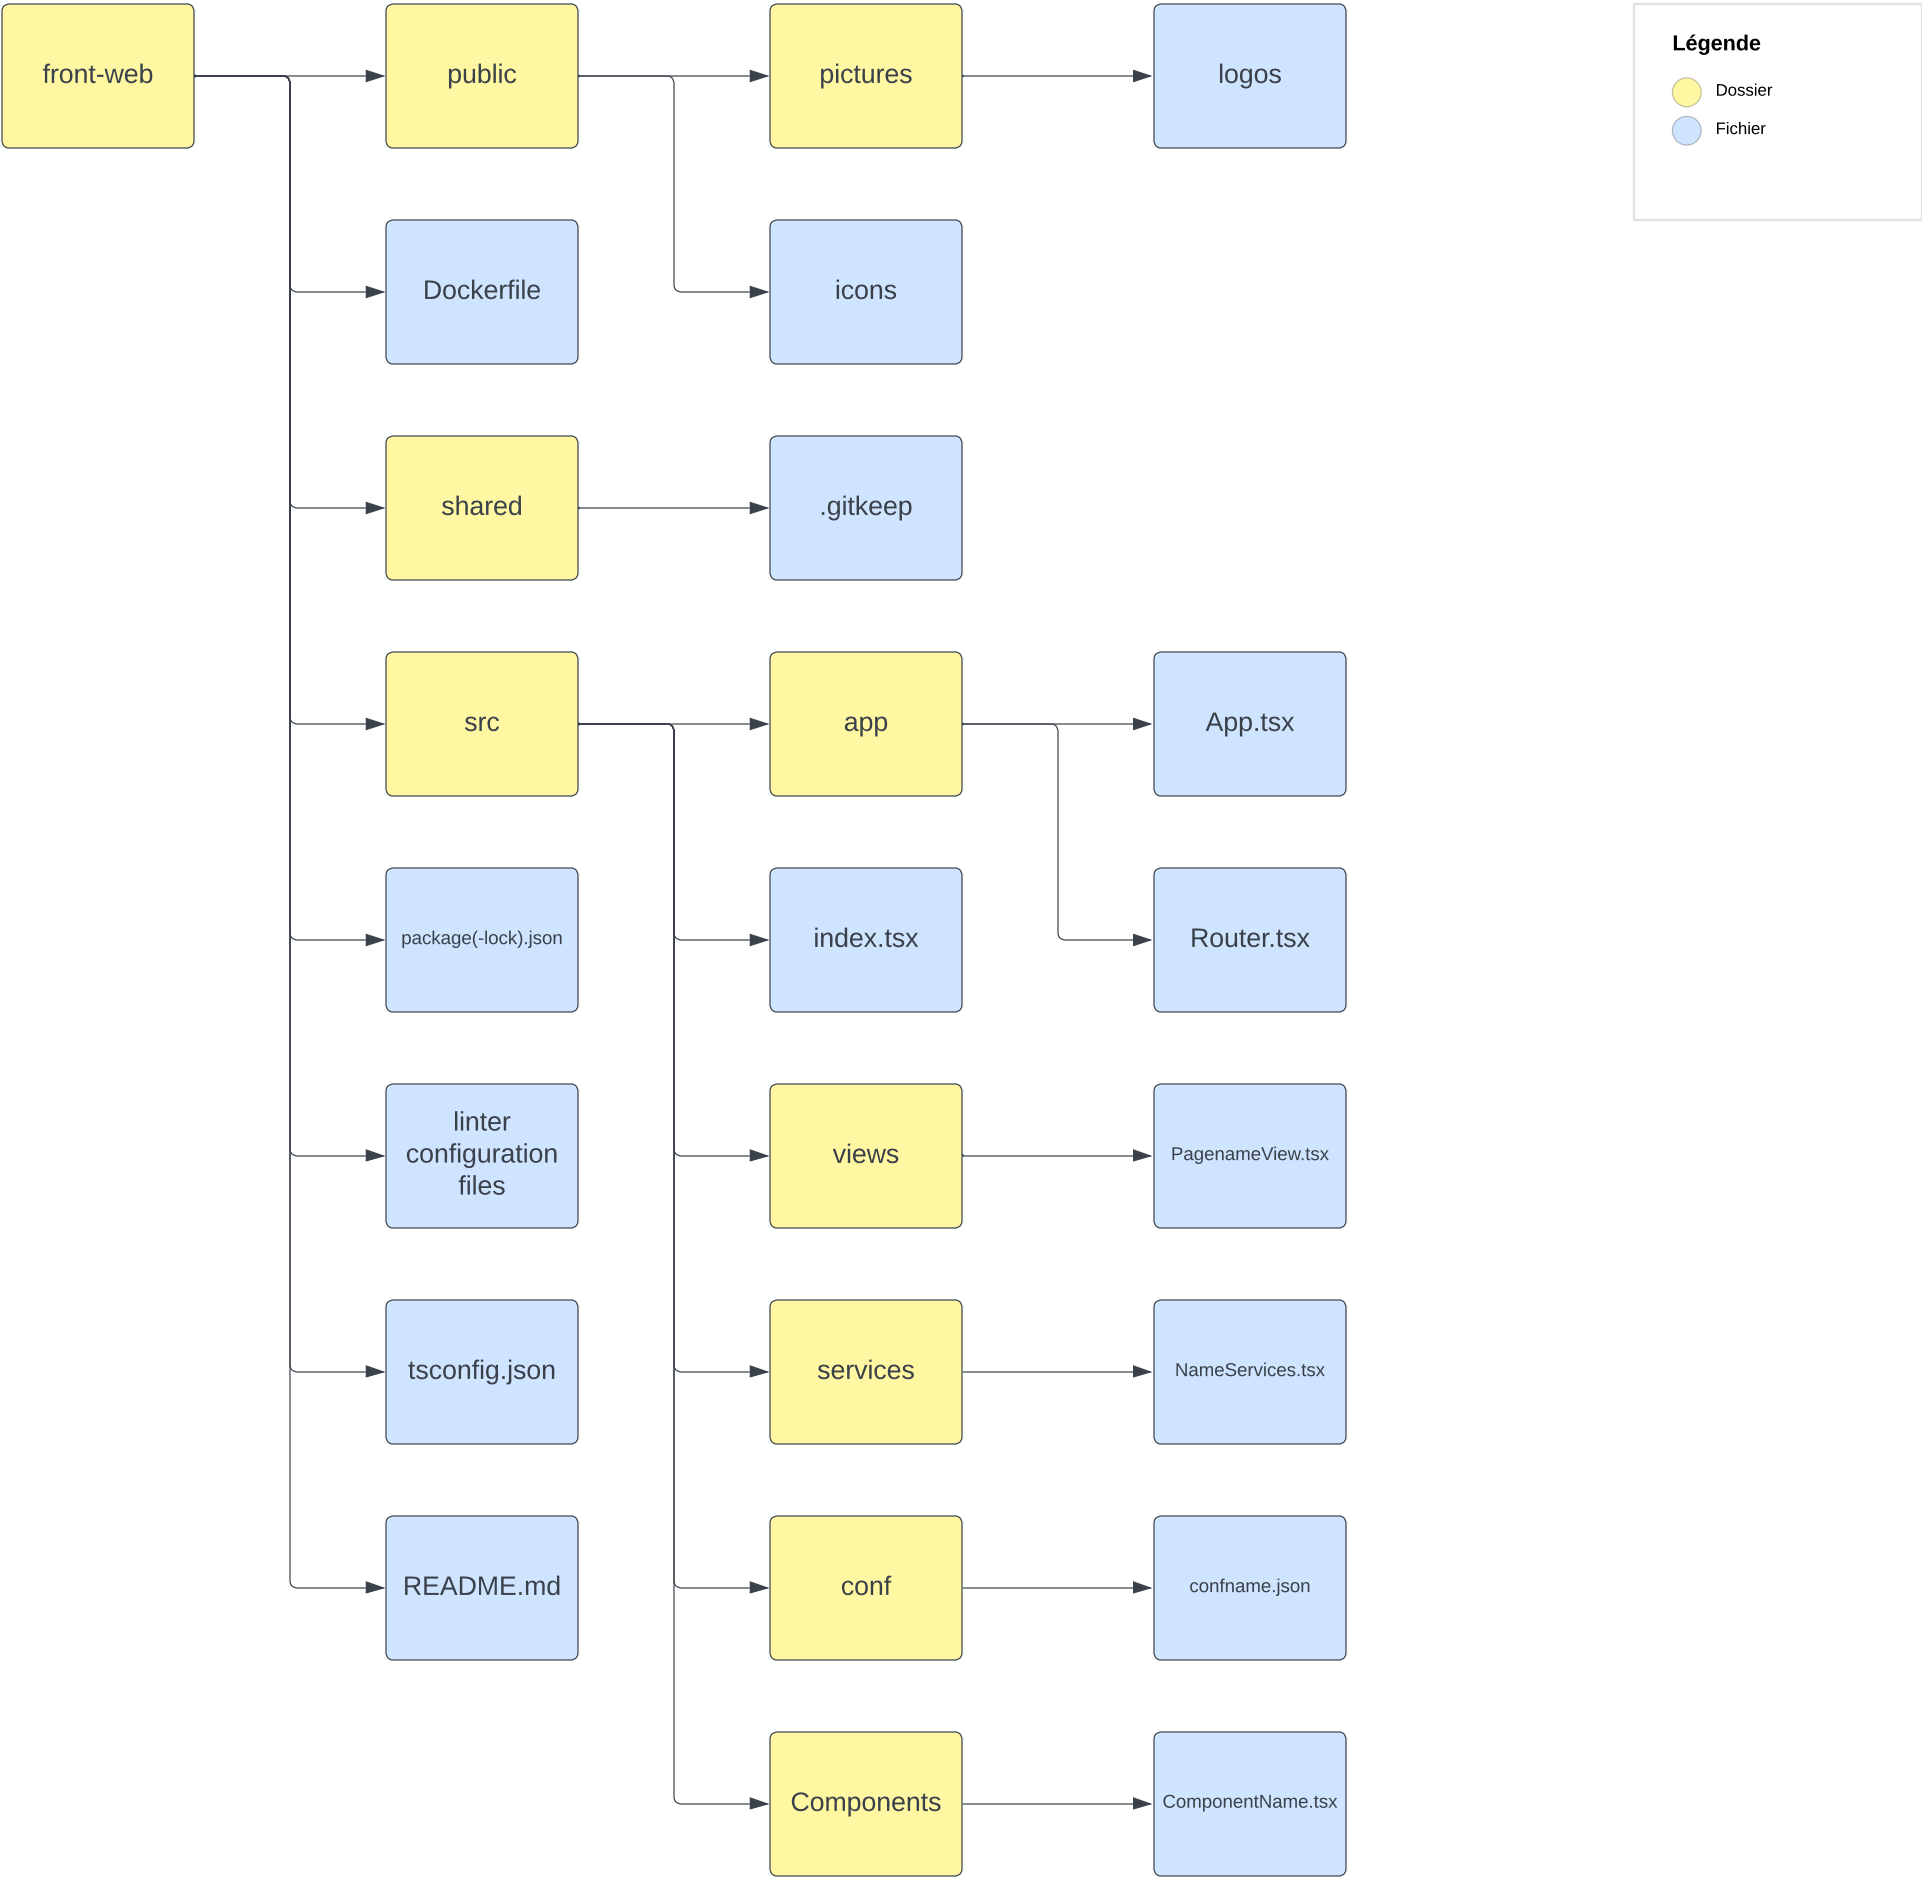 front-web
public
pictures
logos
Légende
Dossier
Fichier
Dockerfile
icons
shared
.gitkeep
src
app
App.tsx
package(-lock).json
index.tsx
Router.tsx
linter
configuration
files
views
PagenameView.tsx
tsconfig.json
services
NameServices.tsx
README.md
conf
confname.json
Components
ComponentName.tsx